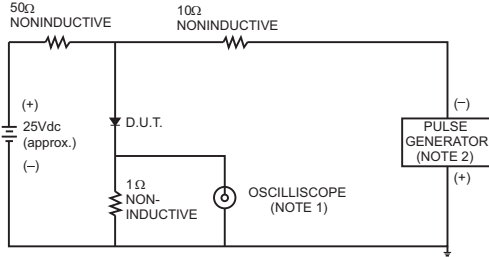 50Ω
NONINDUCTIVE
10Ω
NONINDUCTIVE
(+)
25Vdc
(approx.)
(–)
D.U.T.
1Ω
NON-
INDUCTIVE
OSCILLISCOPE
(NOTE 1)
(–)
PULSE
GENERATOR
(NOTE 2)
(+)